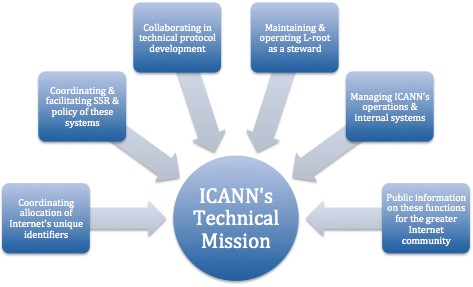 Coordinating
allocation of
Internet's unique
identifiers
Coordinating &
facilitating SSR &
policy of these
systems
Collaborating in
technical protocol
development
Maintaining &
operating L-root
as a steward
Managing ICANN's
operations &
internal systems
Public information
on these functions
for the greater
Internet
community
ICANN's
Technical
Mission